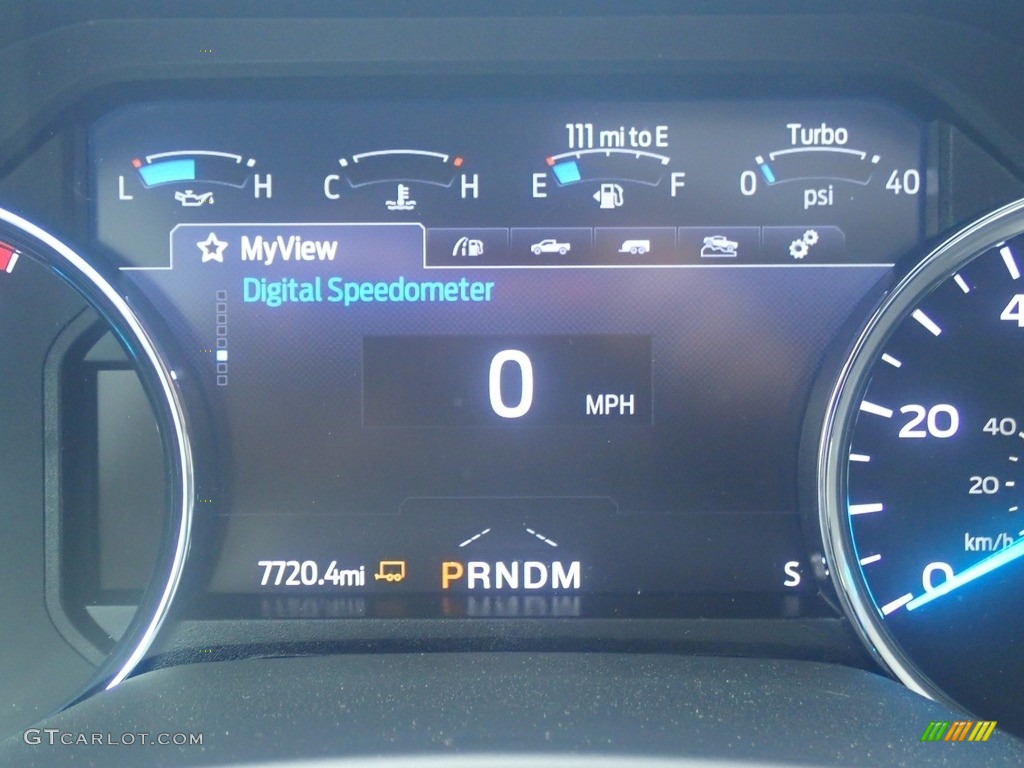 111 mi to E
Turbo
L H C H E F 0 psi 40
MyView
Digital Speedometer
0 MPH
4
20
40
20
km/h
0
7720.4mi PRNDM S
GTCARLOT.COM